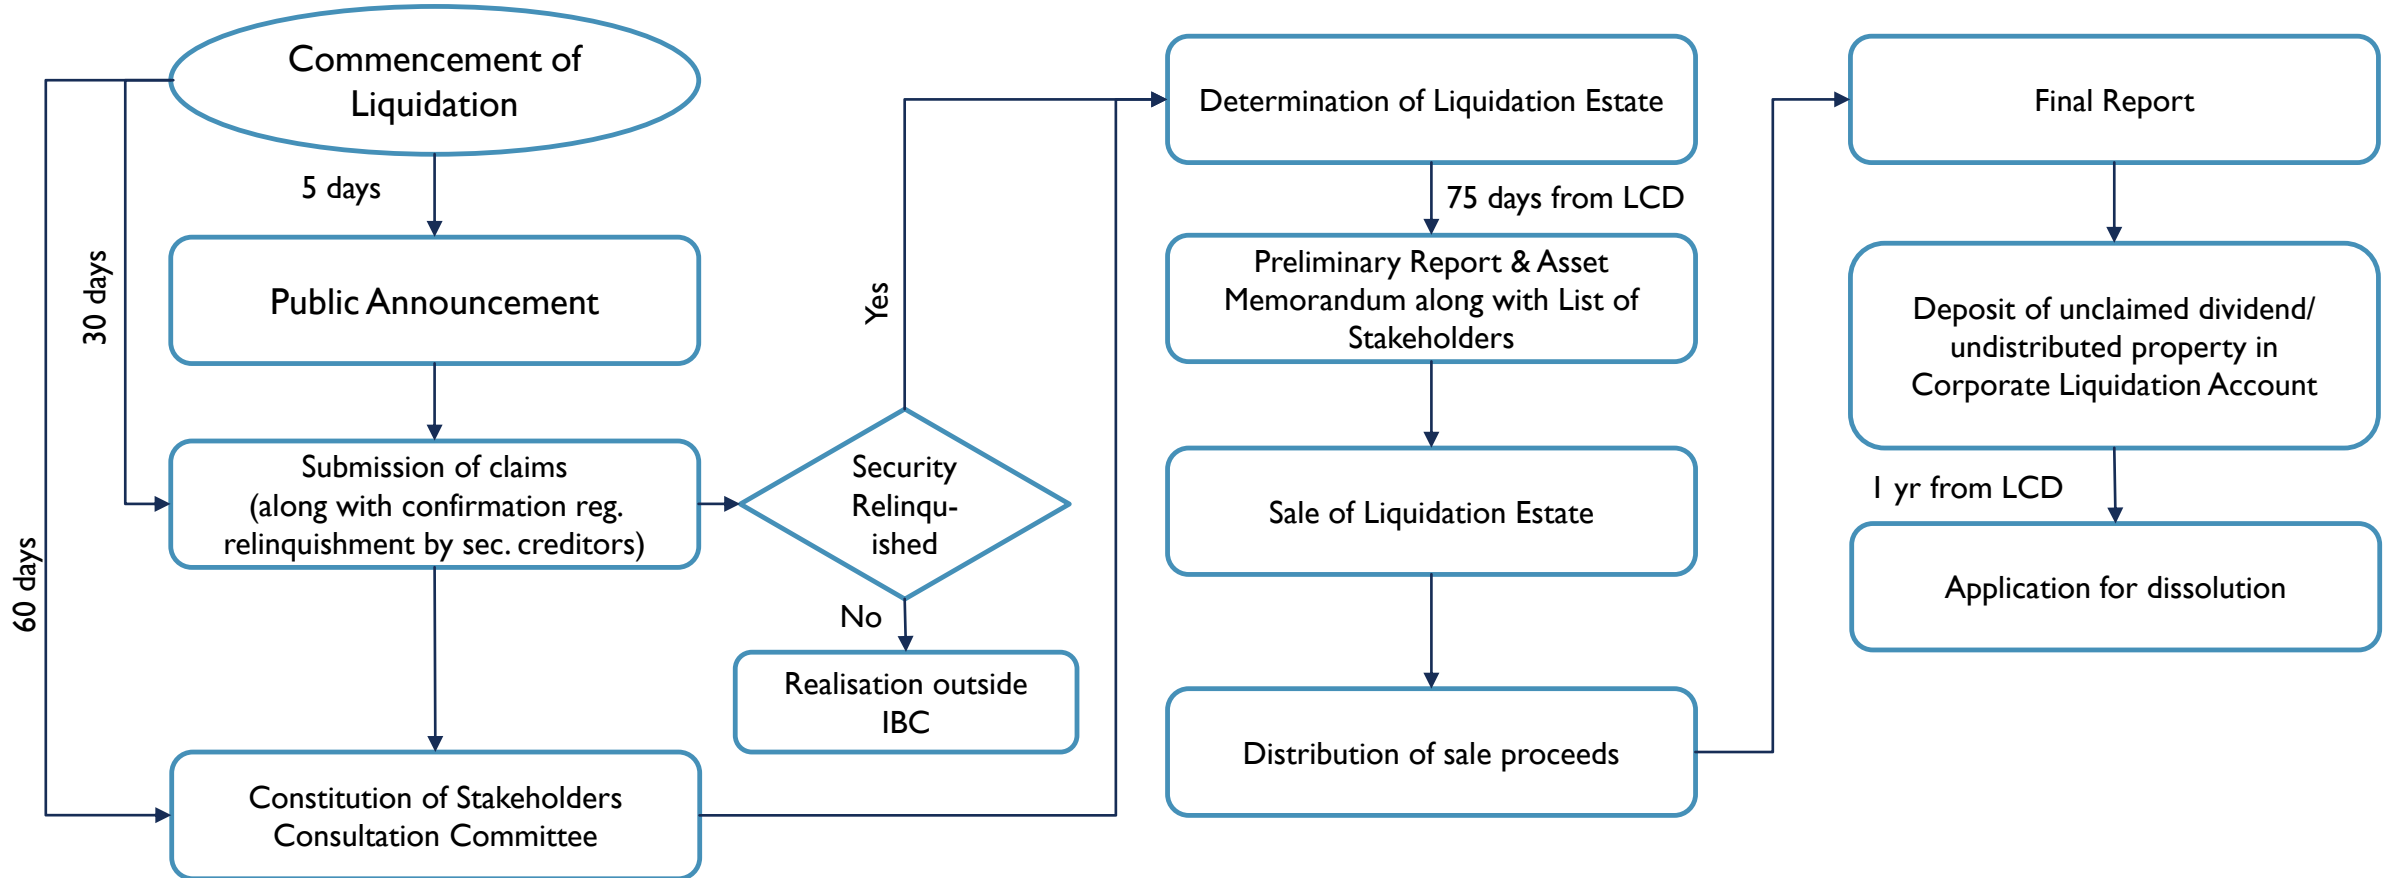 Commencement of
Liquidation
5 days
30 days
60 days
Public Announcement
Submission of claims
(along with confirmation reg.
relinquishment by sec. creditors)
Constitution of Stakeholders
Consultation Committee
Yes
Security
Relinqu-
ished
No
Realisation outside
IBC
Determination of Liquidation Estate
75 days from LCD
Preliminary Report & Asset
Memorandum along with List of
Stakeholders
Sale of Liquidation Estate
Distribution of sale proceeds
Final Report
Deposit of unclaimed dividend/
undistributed property in
Corporate Liquidation Account
1 yr from LCD
Application for dissolution